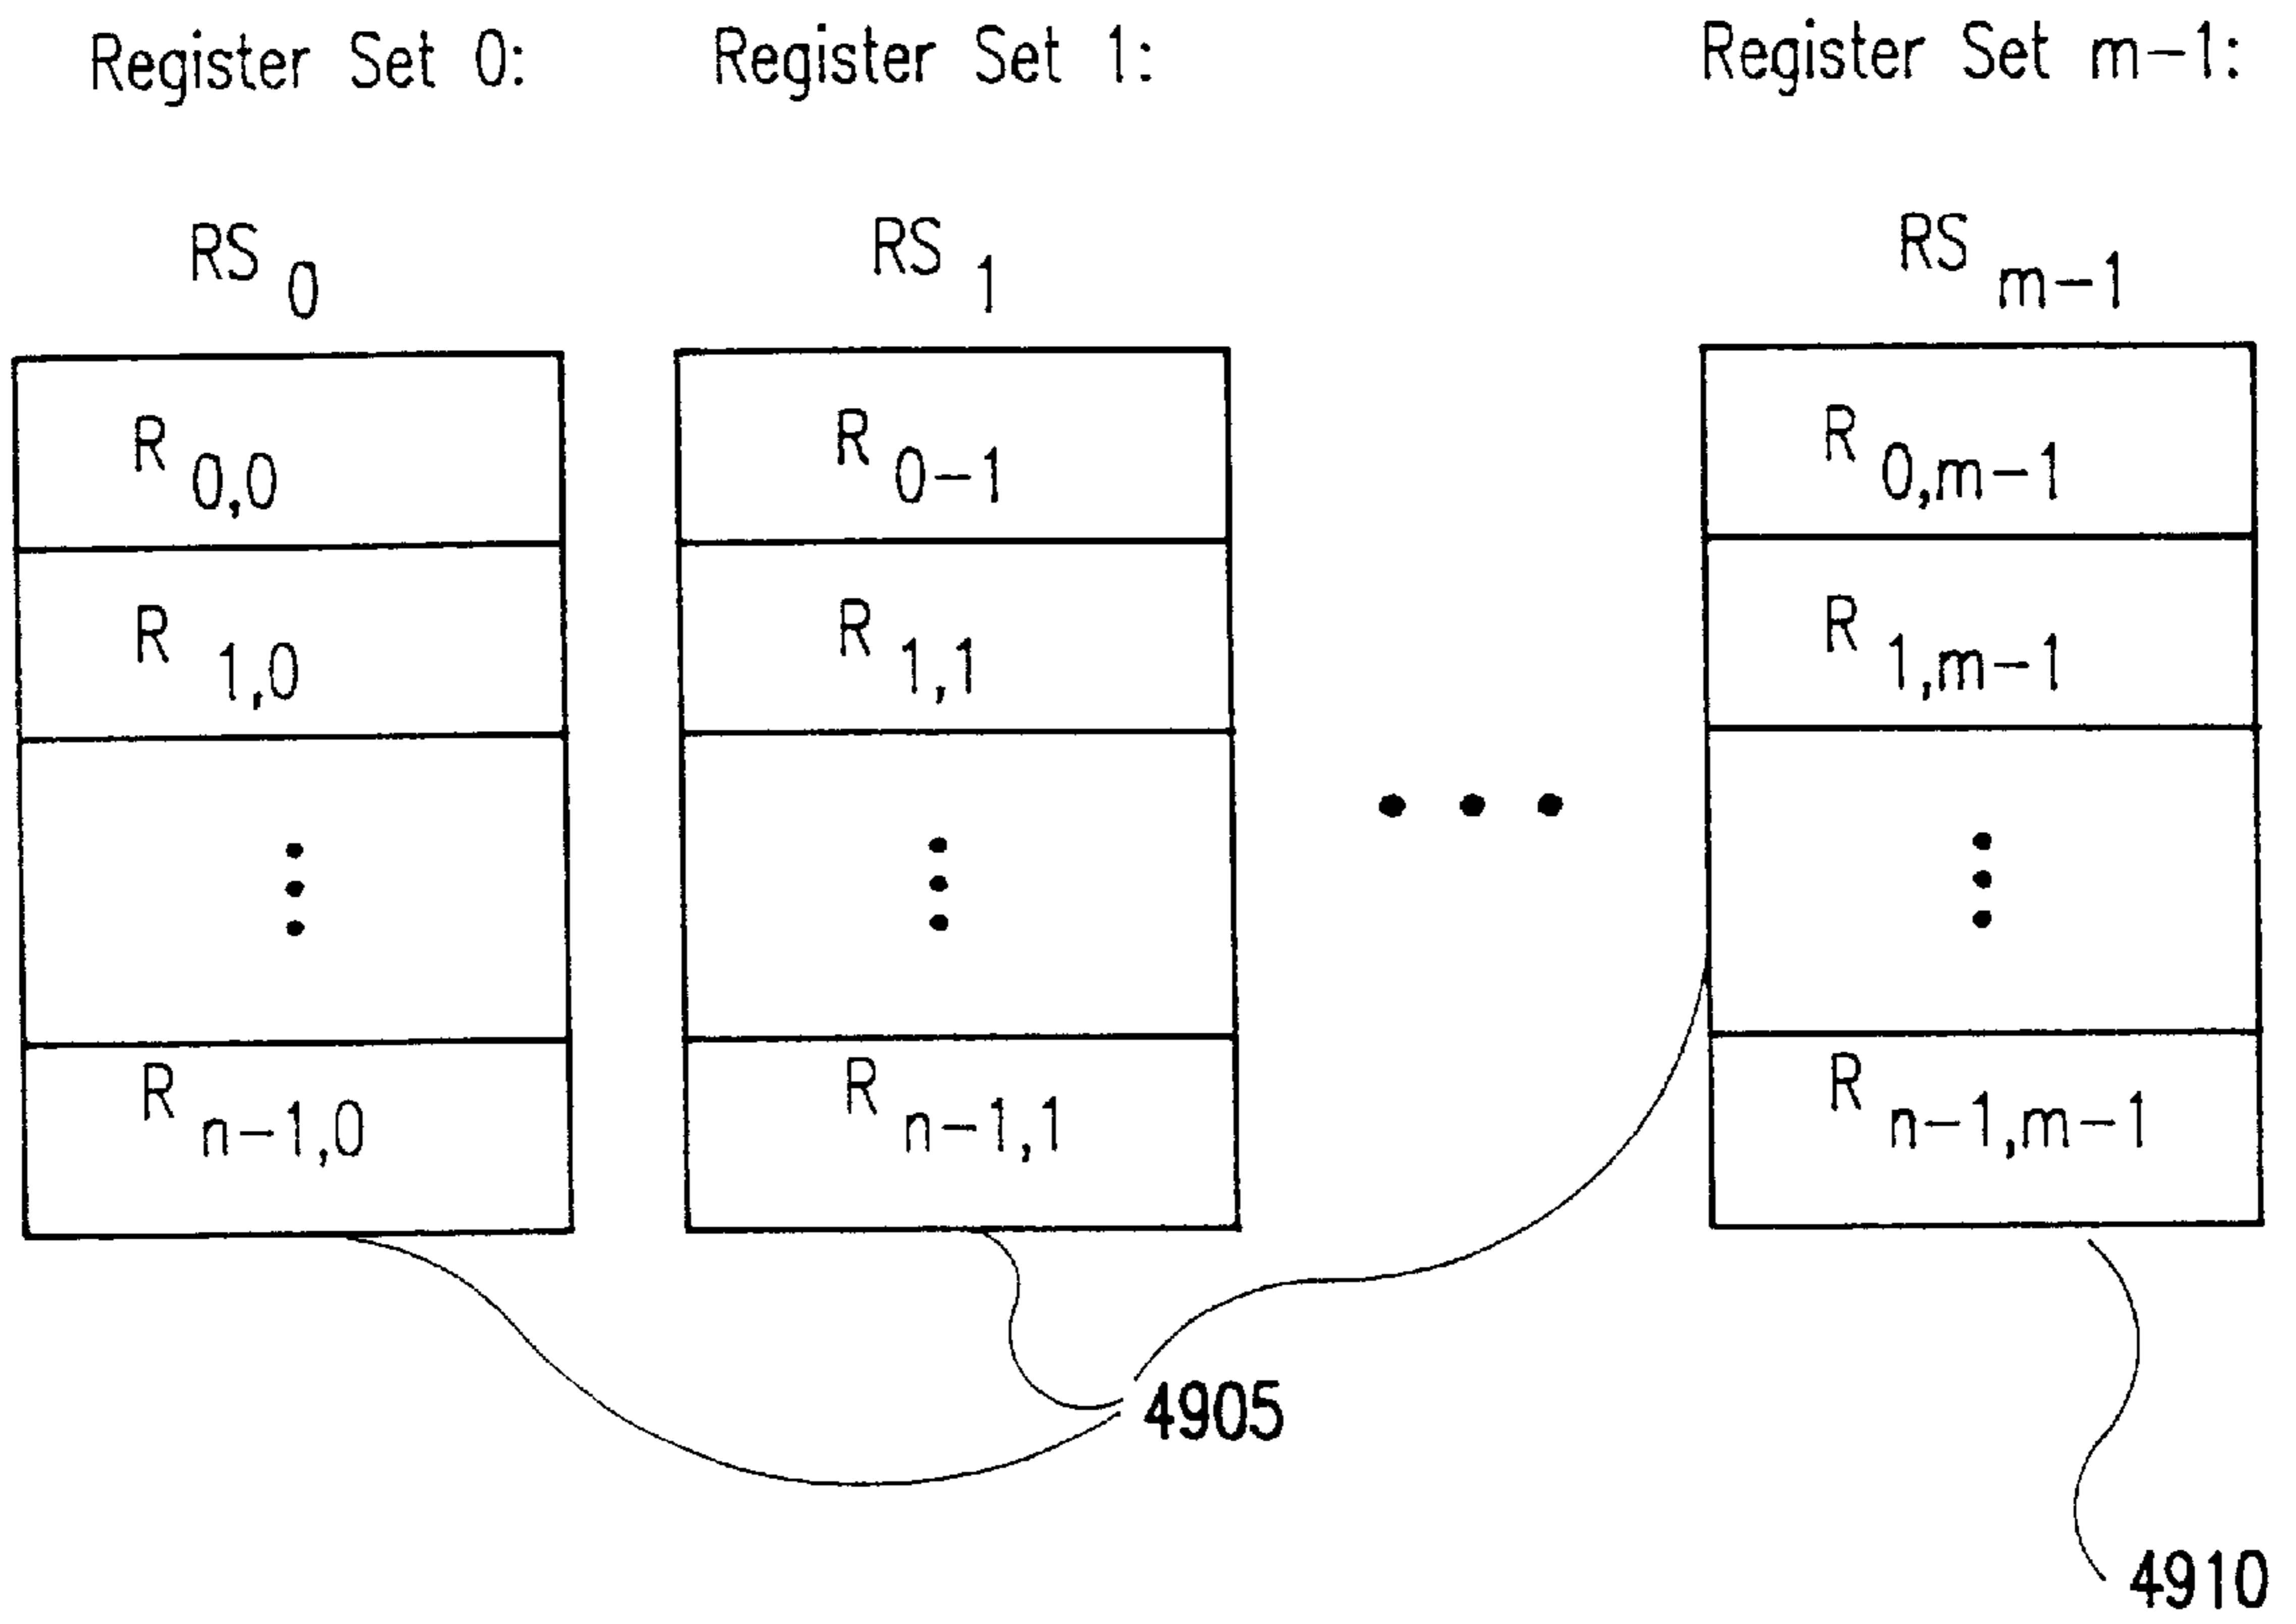 Register Set 0: Register Set 1: Register Set m-1:
RS 0 RS 1 RS m-1
R 0,0 R 0-1 R 0,m-1
R 1,0 R 1,1 R 1,m-1
R n-1,0 R n-1,1 R n-1,m-1
4905
4910